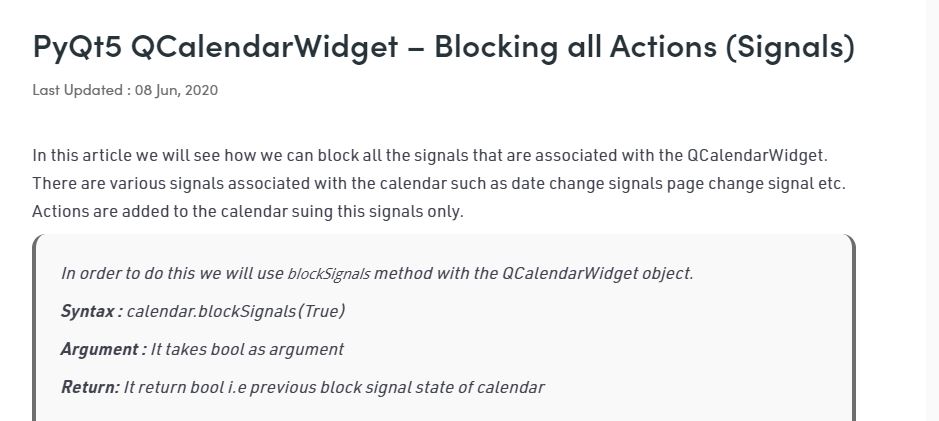 PyQt5 QCalendarWidget – Blocking all Actions (Signals)
Last Updated : 08 Jun, 2020
In this article we will see how we can block all the signals that are associated with the QCalendarWidget.
There are various signals associated with the calendar such as date change signals page change signal etc.
Actions are added to the calendar suing this signals only.
In order to do this we will use blockSignals method with the QCalendarWidget object.
Syntax : calendar.blockSignals(True)
Argument : It takes bool as argument
Return: It return bool i.e previous block signal state of calendar